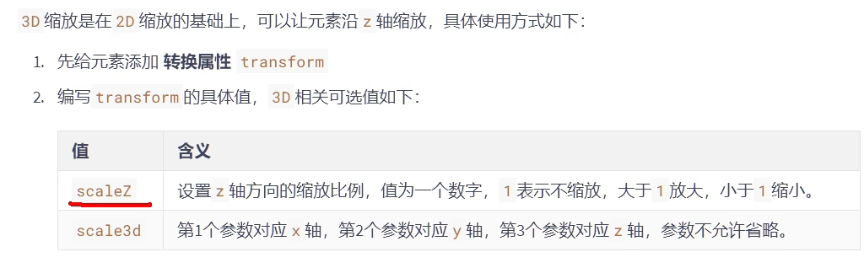 3D 缩放是在 2D 缩放的基础上，可以让元素沿 z 轴缩放，具体使用方式如下：
1. 先给元素添加 转换属性 transform
2. 编写 transform 的具体值， 3D 相关可选值如下：
值 含义
scaleZ 设置 z 轴方向的缩放比例，值为一个数字， 1 表示不缩放，大于 1 放大，小于 1 缩小。
scale3d 第1个参数对应 x 轴，第2个参数对应 y 轴，第3个参数对应 z 轴，参数不允许省略。